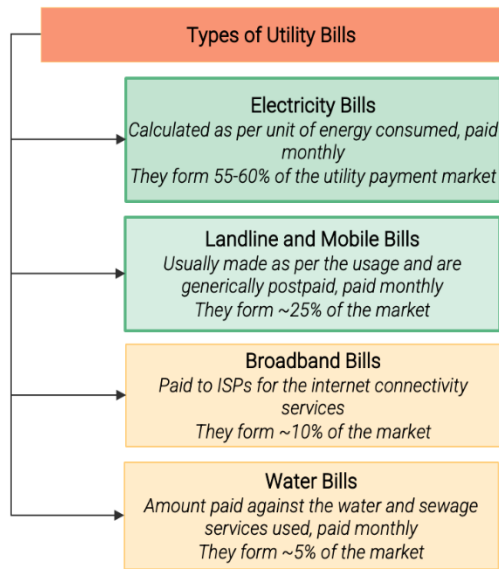 Types of Utility Bills
Electricity Bills
Calculated as per unit of energy consumed, paid
monthly
They form 55-60% of the utility payment market
Landline and Mobile Bills
Usually made as per the usage and are
generically postpaid, paid monthly
They form ~25% of the market
Broadband Bills
Paid to ISPs for the internet connectivity
services
They form ~10% of the market
Water Bills
Amount paid against the water and sewage
services used, paid monthly
They form ~5% of the market